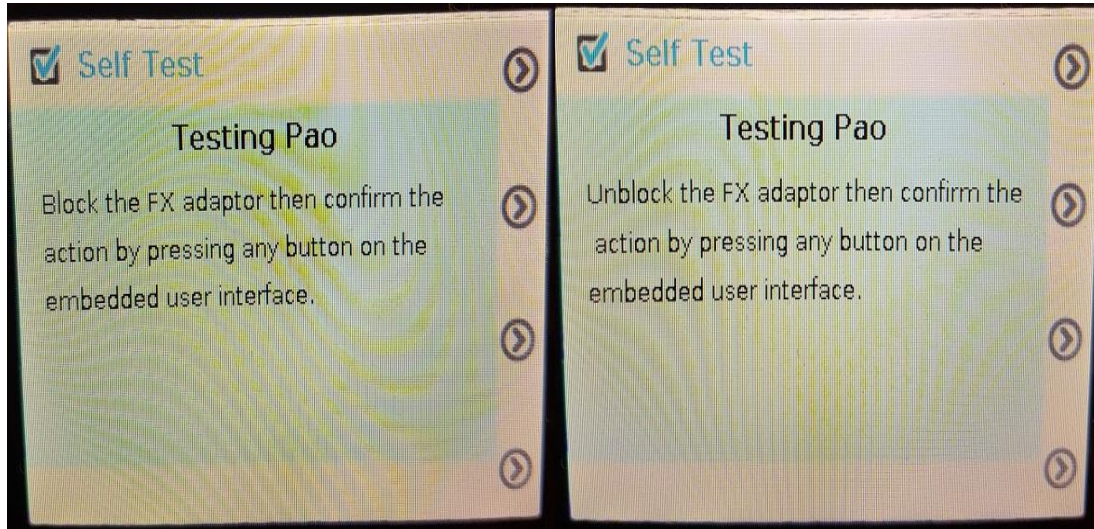 Self Test
Testing Pao
Block the FX adaptor then confirm the
action by pressing any button on the
embedded user interface.
Self Test
Testing Pao
Unblock the FX adaptor then confirm the
action by pressing any button on the
embedded user interface.